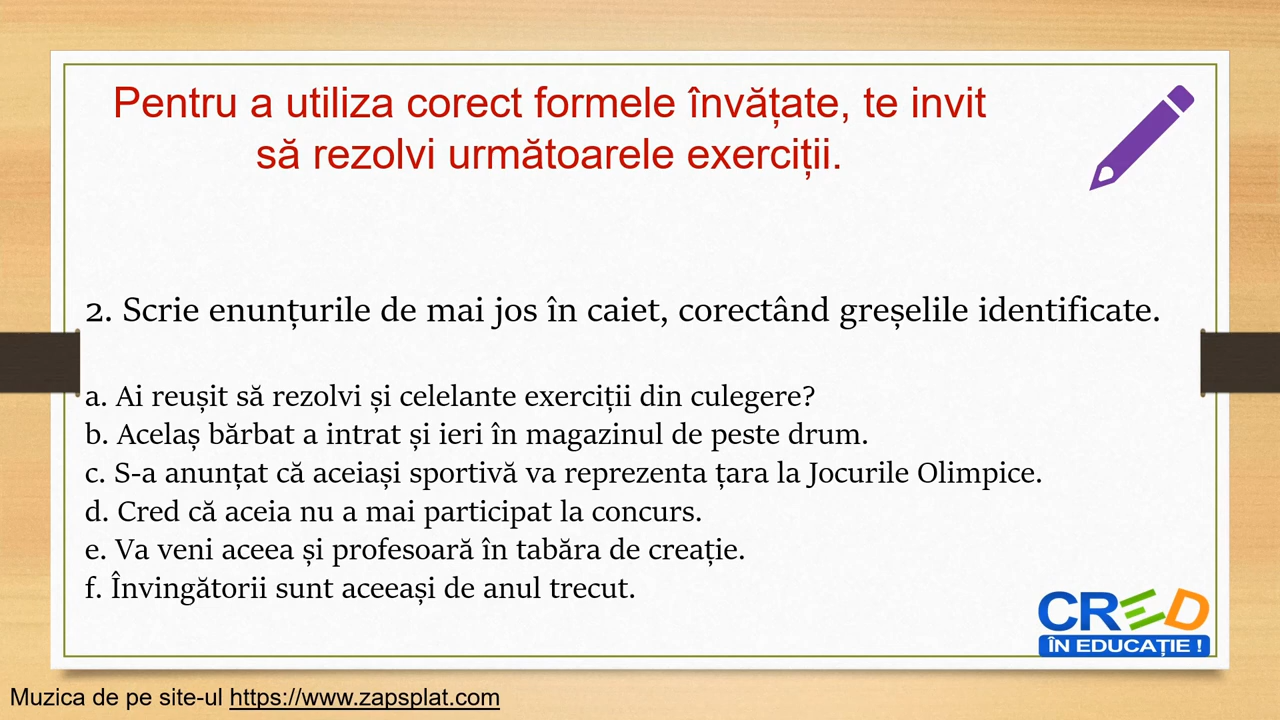 Pentru a utiliza corect formele învățate, te invit
să rezolvi următoarele exerciții.
2. Scrie enunțurile de mai jos în caiet, corectând greșelile identificate.
a. Ai reușit să rezolvi și celelante exerciții din culegere?
b. Acelaș bărbat a intrat și ieri în magazinul de peste drum.
c. S-a anunțat că aceiași sportivă va reprezenta țara la Jocurile Olimpice.
d. Cred că aceia nu a mai participat la concurs.
e. Va veni aceea și profesoară în tabăra de creație.
f. Învingătorii sunt aceeași de anul trecut.
CRED
ÎN EDUCAȚIE !
Muzica de pe site-ul https://www.zapsplat.com